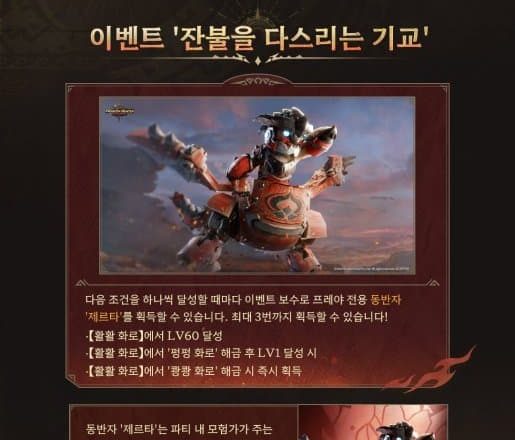 이벤트 '잔불을 다스리는 기교'
다음 조건을 하나씩 달성할 때마다 이벤트 보수로 프레야 전용 동반자
'제르타'를 획득할 수 있습니다. 최대 3번까지 획득할 수 있습니다!
·【활활 화로】에서 LV60 달성
·【활활 화로】에서 '펑펑 화로' 해금 후 LV1 달성 시
·【활활 화로】에서 '쾅쾅 화로' 해금 시 즉시 획득
동반자 '제르타'는 파티 내 모험가가 주는